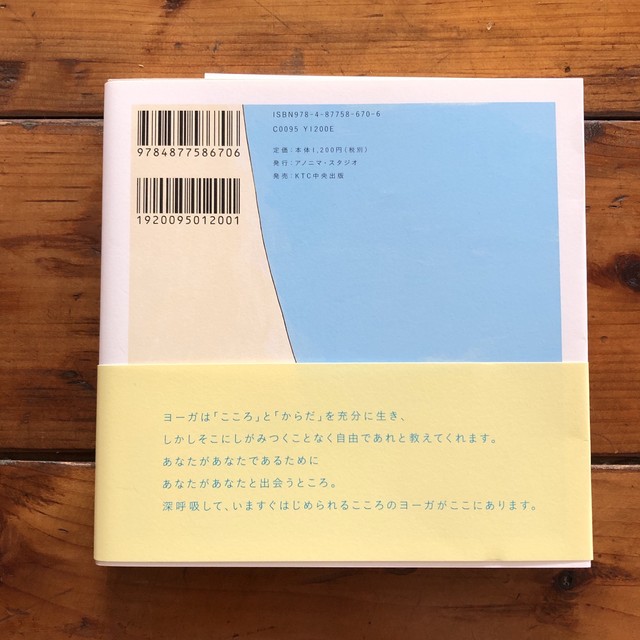 ISBN978-4-87758-670-6
C0095 Y1200E
定価：本体1,200円（税別）
発行：アノニマ・スタジオ
発売：KTC中央出版
9784877586706
1920095012001
ヨーガは「こころ」と「からだ」を充分に生き、
しかしそこにしがみつくことなく自由であれと教えてくれます。
あなたがあなたであるために
あなたがあなたと出会うところ。
深呼吸して、いますぐはじめられるこころのヨーガがここにあります。